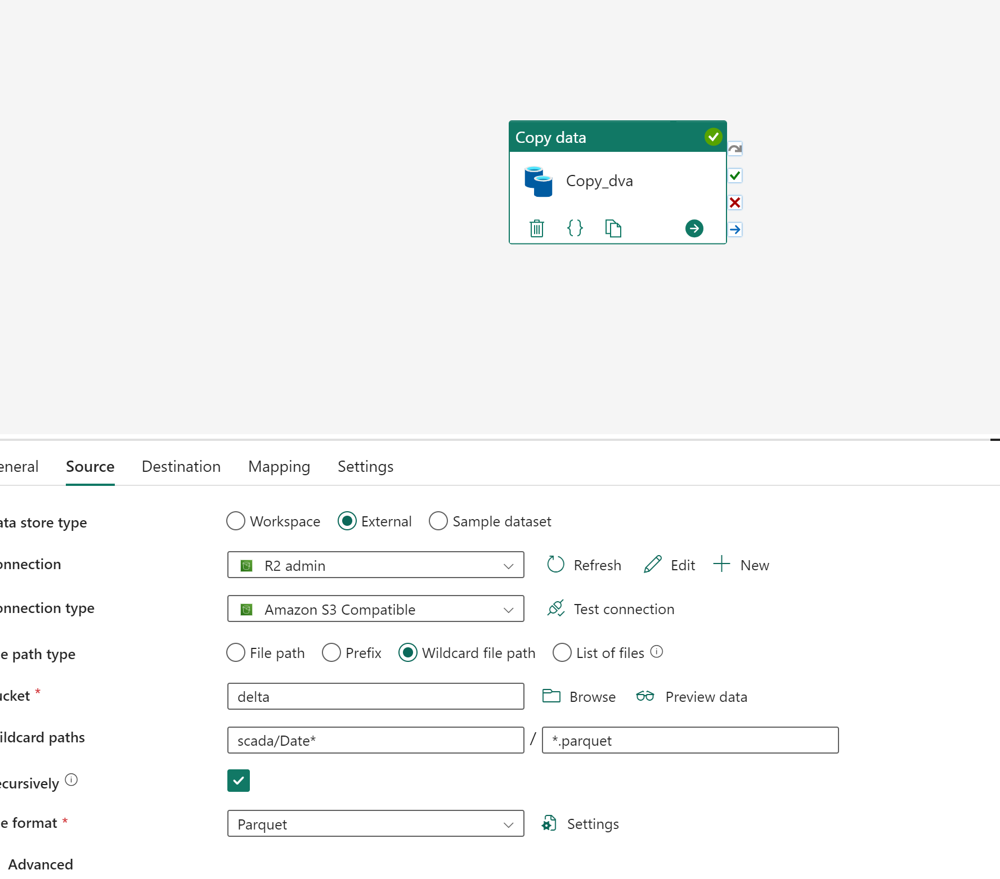 Copy data
Copy_dva
eneral Source Destination Mapping Settings
ata store type Workspace External Sample dataset
onnection R2 admin Refresh Edit New
onnection type Amazon S3 Compatible Test connection
e path type File path Prefix Wildcard file path List of files
ucket * delta Browse Preview data
ildcard paths scada/Date* / *.parquet
ecursively
e format * Parquet Settings
Advanced